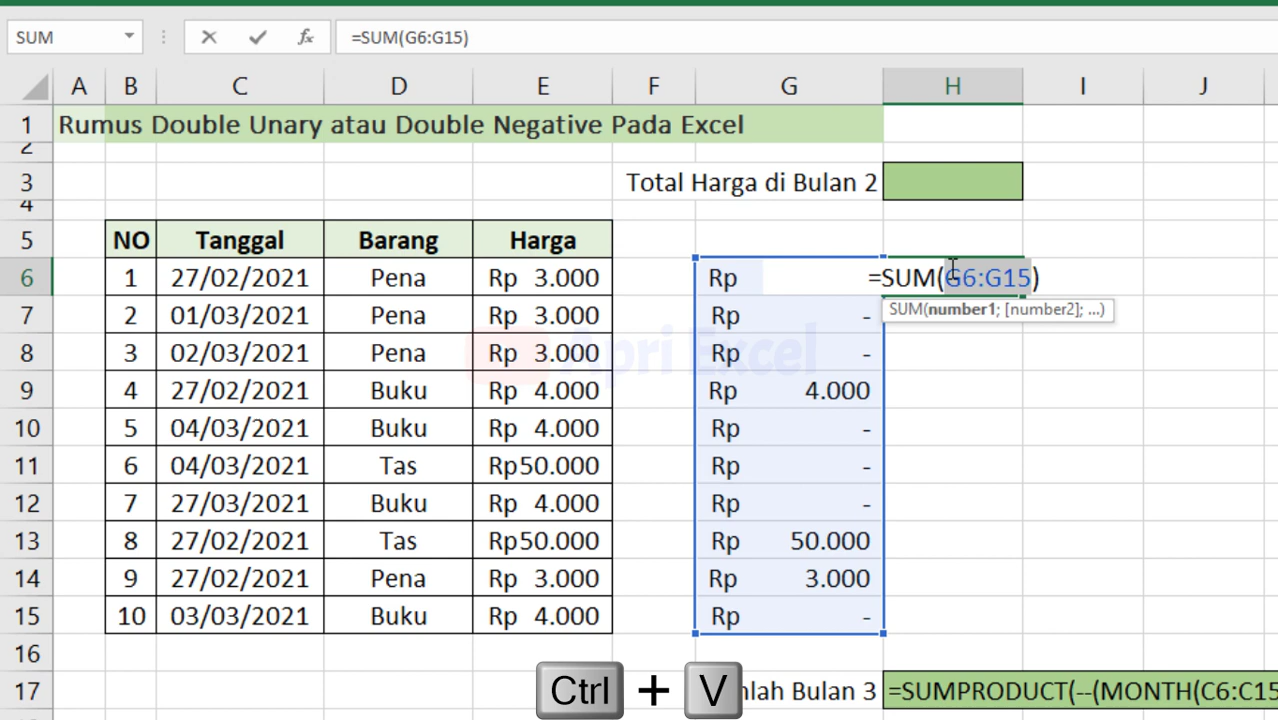 SUM =SUM(G6:G15)
A B C D E F G H I J
1 Rumus Double Unary atau Double Negative Pada Excel
2
3 Total Harga di Bulan 2
4
5 NO Tanggal Barang Harga
6 1 27/02/2021 Pena Rp 3.000 Rp =SUM(G6:G15)
7 2 01/03/2021 Pena Rp 3.000 Rp - SUM(number1; [number2]; ...)
8 3 02/03/2021 Pena Rp 3.000 Rp -
Apri Excel
9 4 27/02/2021 Buku Rp 4.000 Rp 4.000
10 5 04/03/2021 Buku Rp 4.000 Rp -
11 6 04/03/2021 Tas Rp50.000 Rp -
12 7 27/03/2021 Buku Rp 4.000 Rp -
13 8 27/02/2021 Tas Rp50.000 Rp 50.000
14 9 27/02/2021 Pena Rp 3.000 Rp 3.000
15 10 03/03/2021 Buku Rp 4.000 Rp -
16
17 Ctrl + V Bulan 3 =SUMPRODUCT(--(MONTH(C6:C15